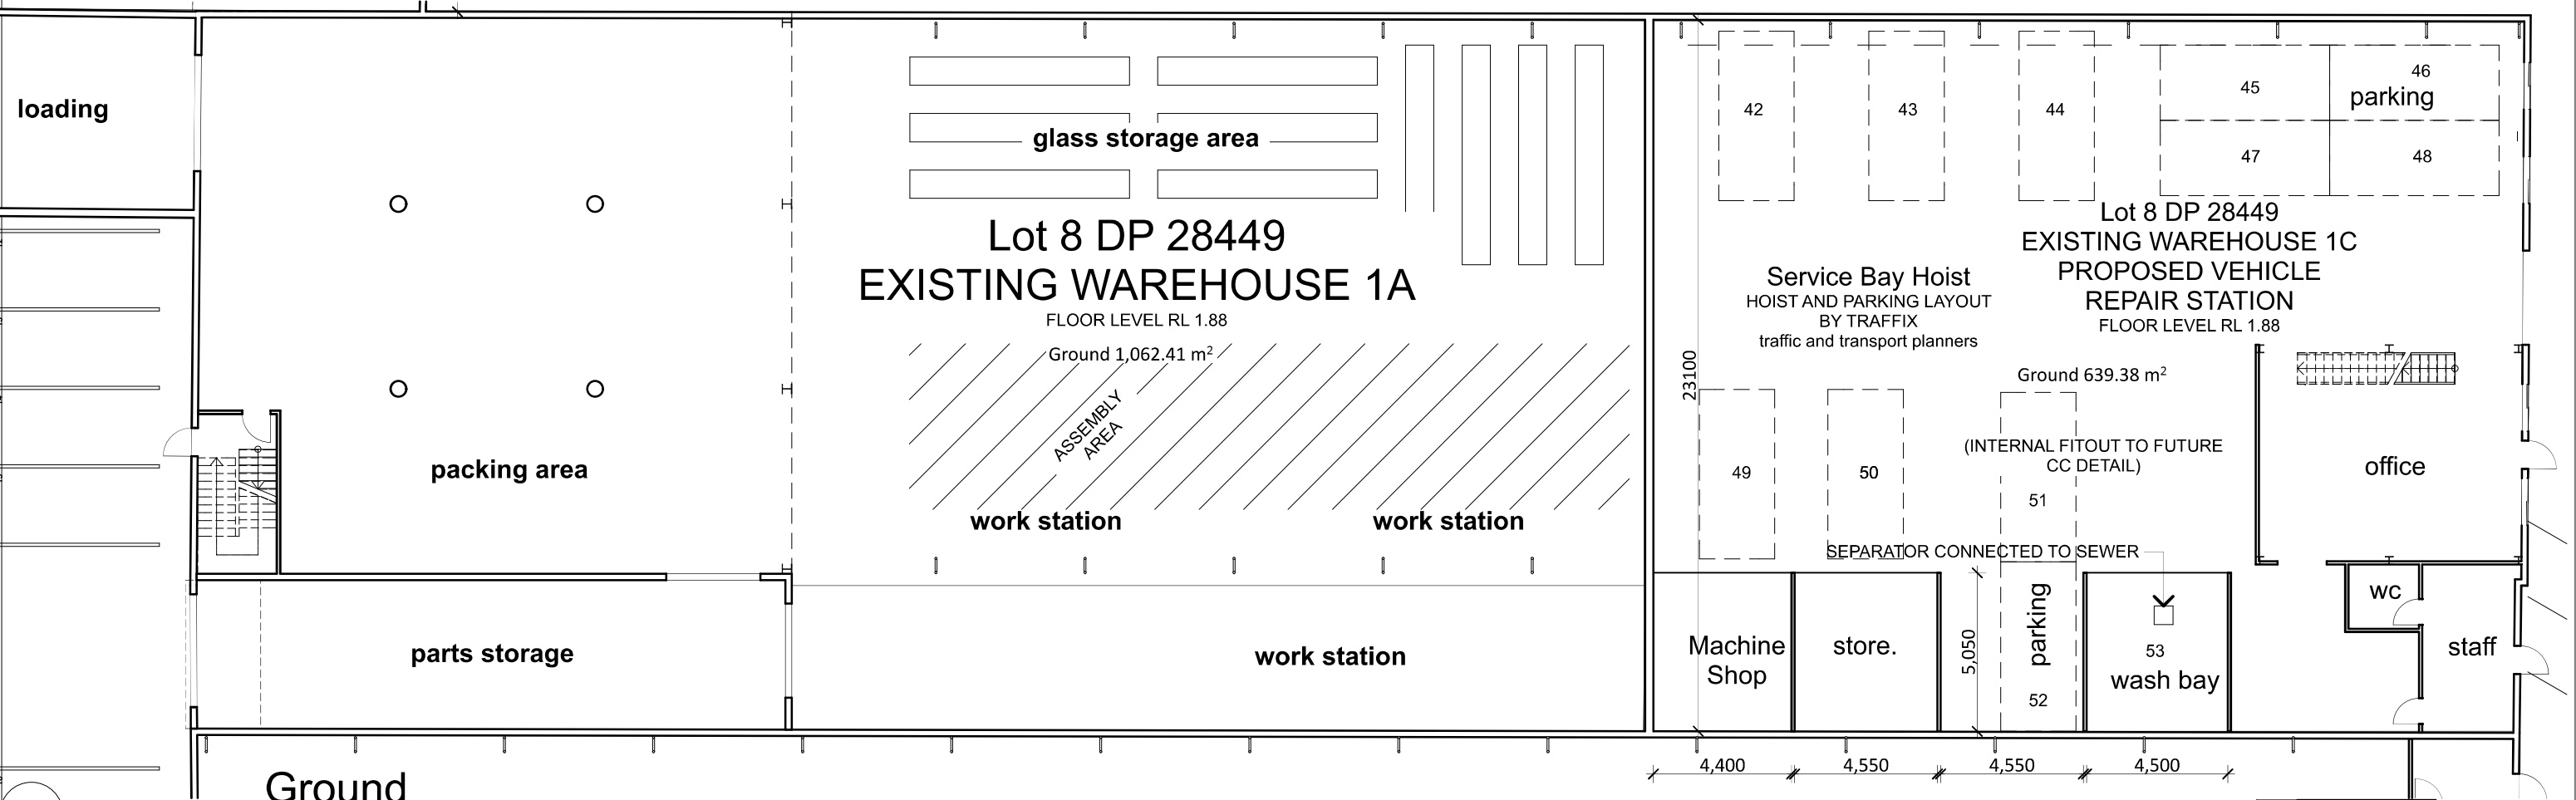 loading
glass storage area
Lot 8 DP 28449
EXISTING WAREHOUSE 1A
FLOOR LEVEL RL 1.88
Ground 1,062.41 m²
ASSEMBLY
AREA
packing area
work station
work station
parts storage
work station
Ground
42
43
44
45
46
parking
47
48
Lot 8 DP 28449
EXISTING WAREHOUSE 1C
PROPOSED VEHICLE
REPAIR STATION
FLOOR LEVEL RL 1.88
Service Bay Hoist
HOIST AND PARKING LAYOUT
BY TRAFFIX
traffic and transport planners
23100
Ground 639.38 m²
(INTERNAL FITOUT TO FUTURE
CC DETAIL)
49
50
51
office
SEPARATOR CONNECTED TO SEWER
Machine
Shop
store.
5,050
parking
52
53
wash bay
wc
staff
4,400
4,550
4,550
4,500